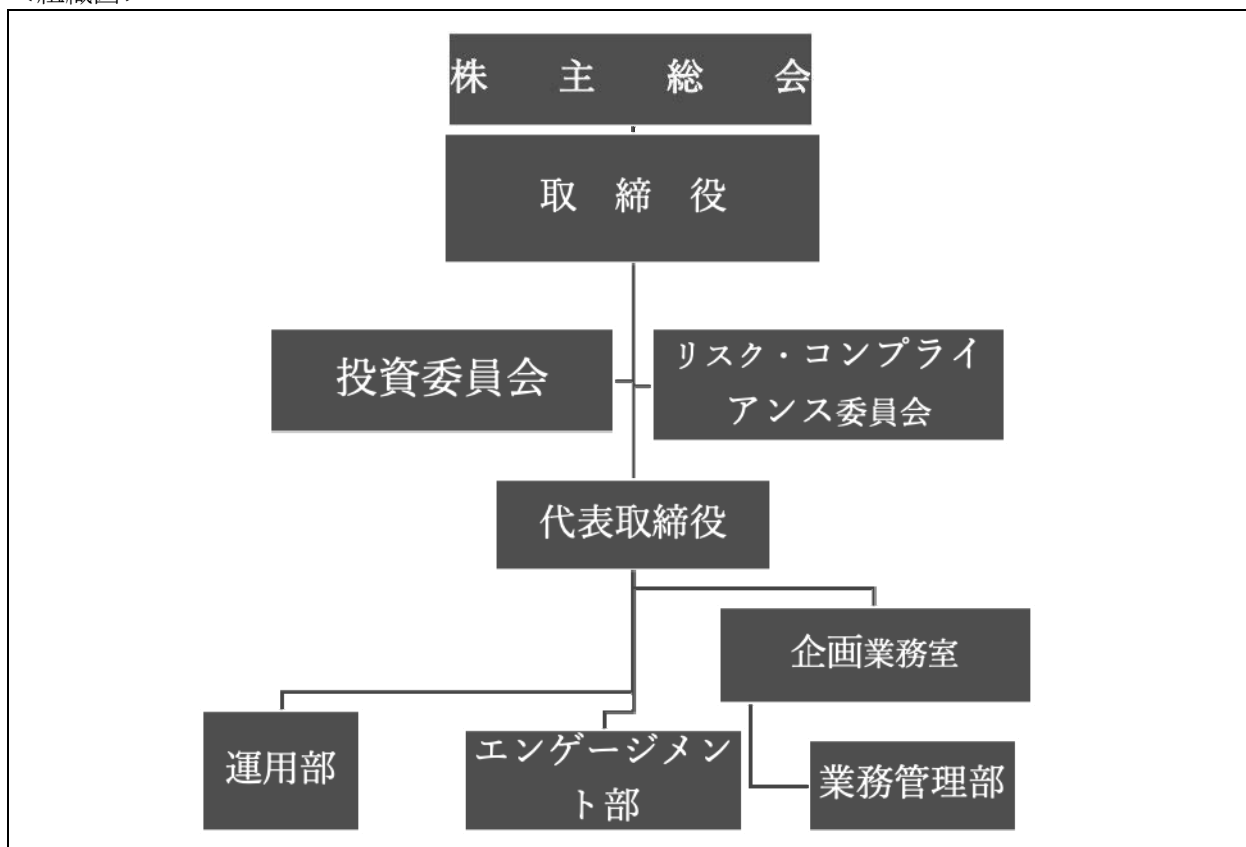 株主総会
取締役
投資委員会
リスク・コンプライ
アンス委員会
代表取締役
企画業務室
運用部
エンゲージメン
ト部
業務管理部